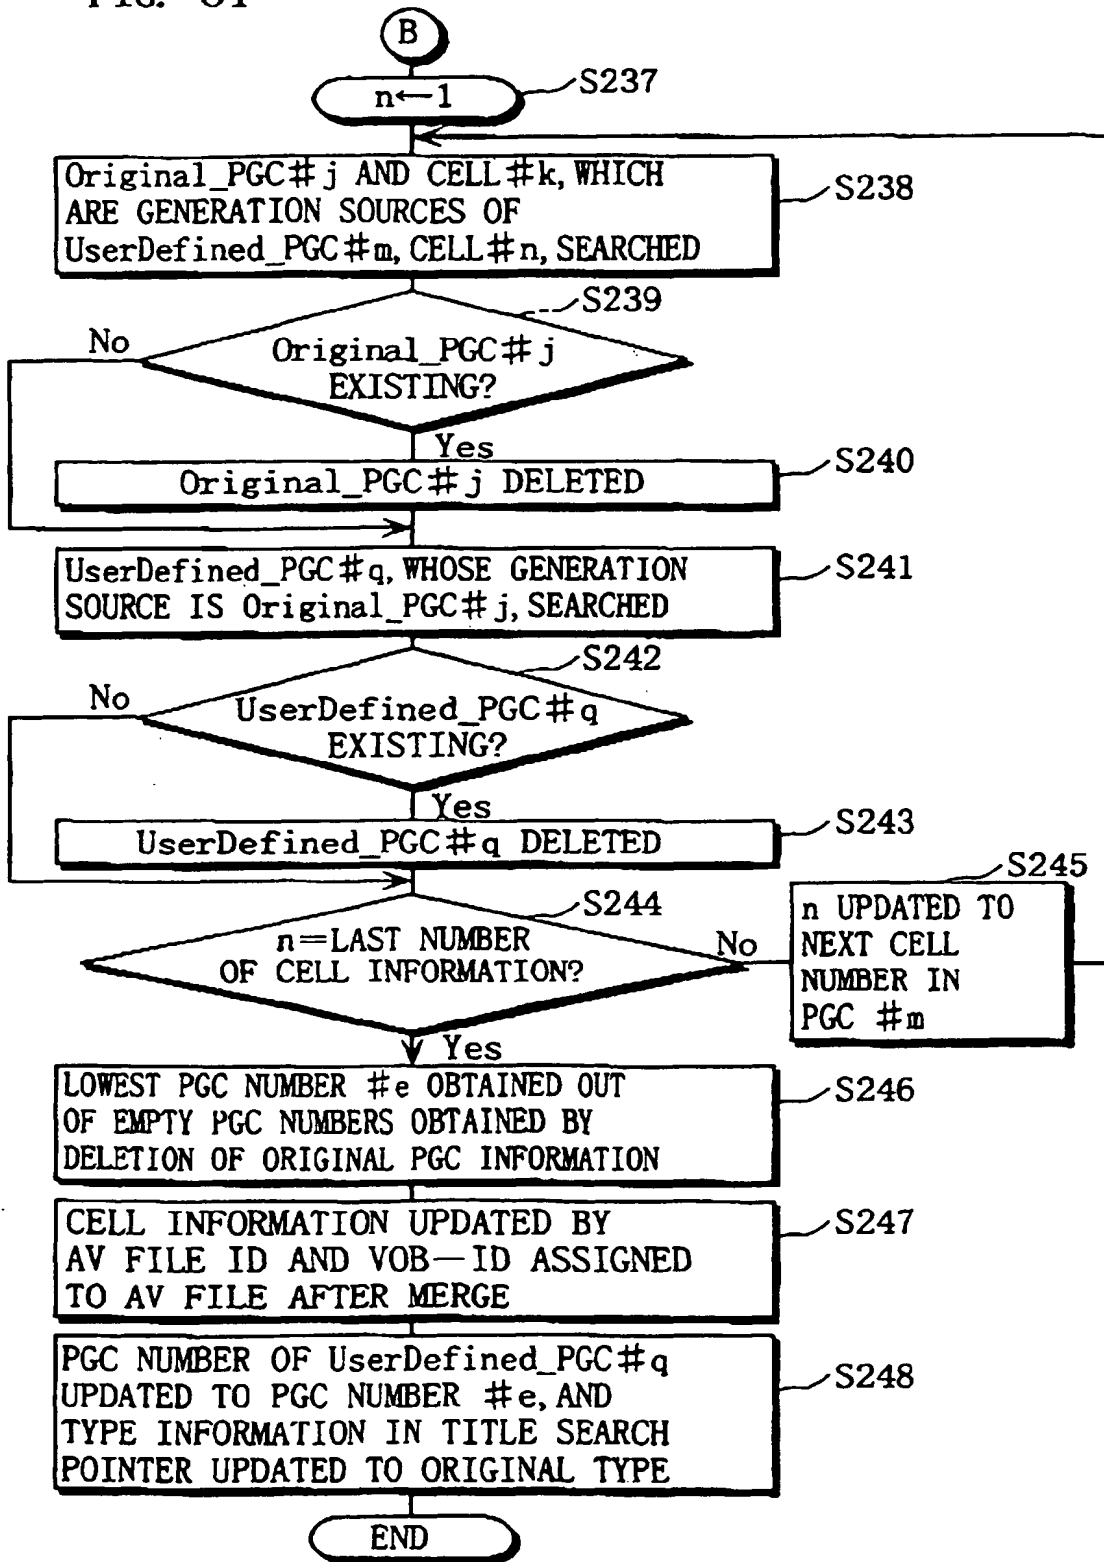 B
n←1
S237
Original_PGC#j AND CELL#k, WHICH
ARE GENERATION SOURCES OF
UserDefined_PGC#m, CELL#n, SEARCHED
S238
S239
No
Original_PGC#j
EXISTING?
Yes
Original_PGC#j DELETED
S240
UserDefined_PGC#q, WHOSE GENERATION
SOURCE IS Original_PGC#j, SEARCHED
S241
S242
No
UserDefined_PGC#q
EXISTING?
Yes
UserDefined_PGC#q DELETED
S243
S244
n=LAST NUMBER
OF CELL INFORMATION?
No
S245
n UPDATED TO
NEXT CELL
NUMBER IN
PGC #m
Yes
LOWEST PGC NUMBER #e OBTAINED OUT
OF EMPTY PGC NUMBERS OBTAINED BY
DELETION OF ORIGINAL PGC INFORMATION
S246
CELL INFORMATION UPDATED BY
AV FILE ID AND VOB-ID ASSIGNED
TO AV FILE AFTER MERGE
S247
PGC NUMBER OF UserDefined_PGC#q
UPDATED TO PGC NUMBER #e, AND
TYPE INFORMATION IN TITLE SEARCH
POINTER UPDATED TO ORIGINAL TYPE
S248
END